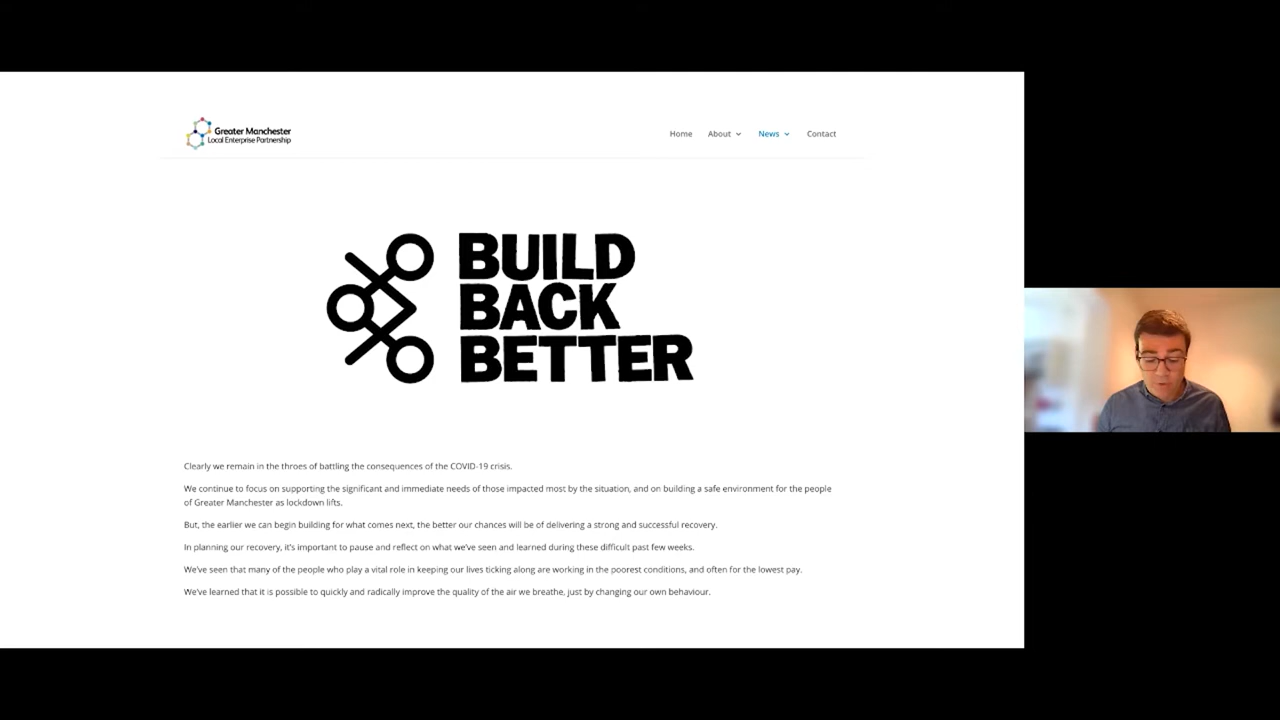 Greater Manchester
Local Enterprise Partnership
Home About News Contact
BUILD
BACK
BETTER
Clearly we remain in the throes of battling the consequences of the COVID-19 crisis.
We continue to focus on supporting the significant and immediate needs of those impacted most by the situation, and on building a safe environment for the people
of Greater Manchester as lockdown lifts.
But, the earlier we can begin building for what comes next, the better our chances will be of delivering a strong and successful recovery.
In planning our recovery, it's important to pause and reflect on what we've seen and learned during these difficult past few weeks.
We've seen that many of the people who play a vital role in keeping our lives ticking along are working in the poorest conditions, and often for the lowest pay.
We've learned that it is possible to quickly and radically improve the quality of the air we breathe, just by changing our own behaviour.